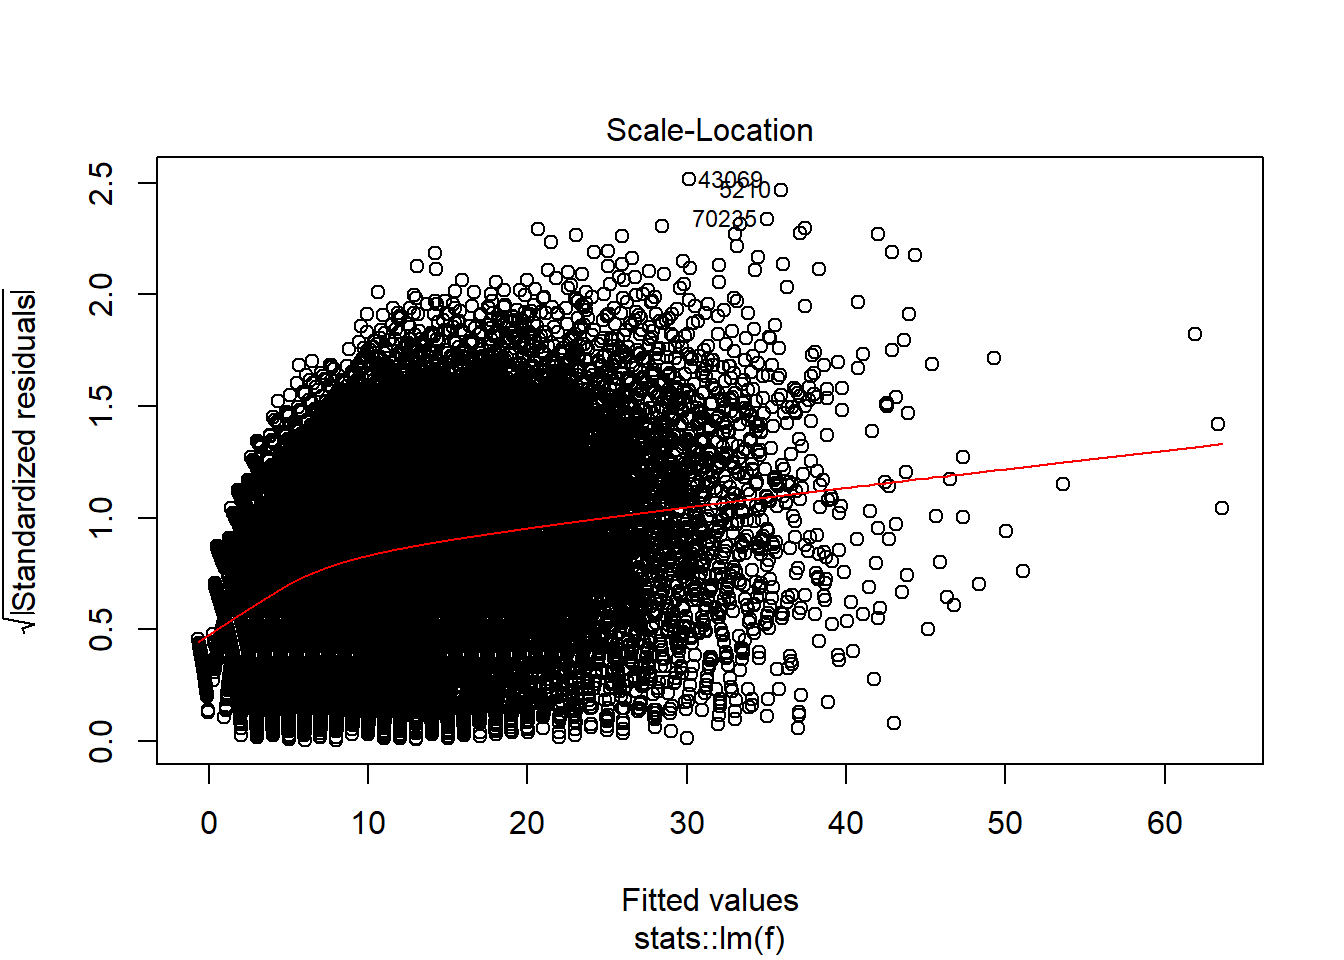 Scale-Location
√|Standardized residuals|
2.5
2.0
1.5
1.0
0.5
0.0
43069
5210
70235
0 10 20 30 40 50 60
Fitted values
stats::lm(f)